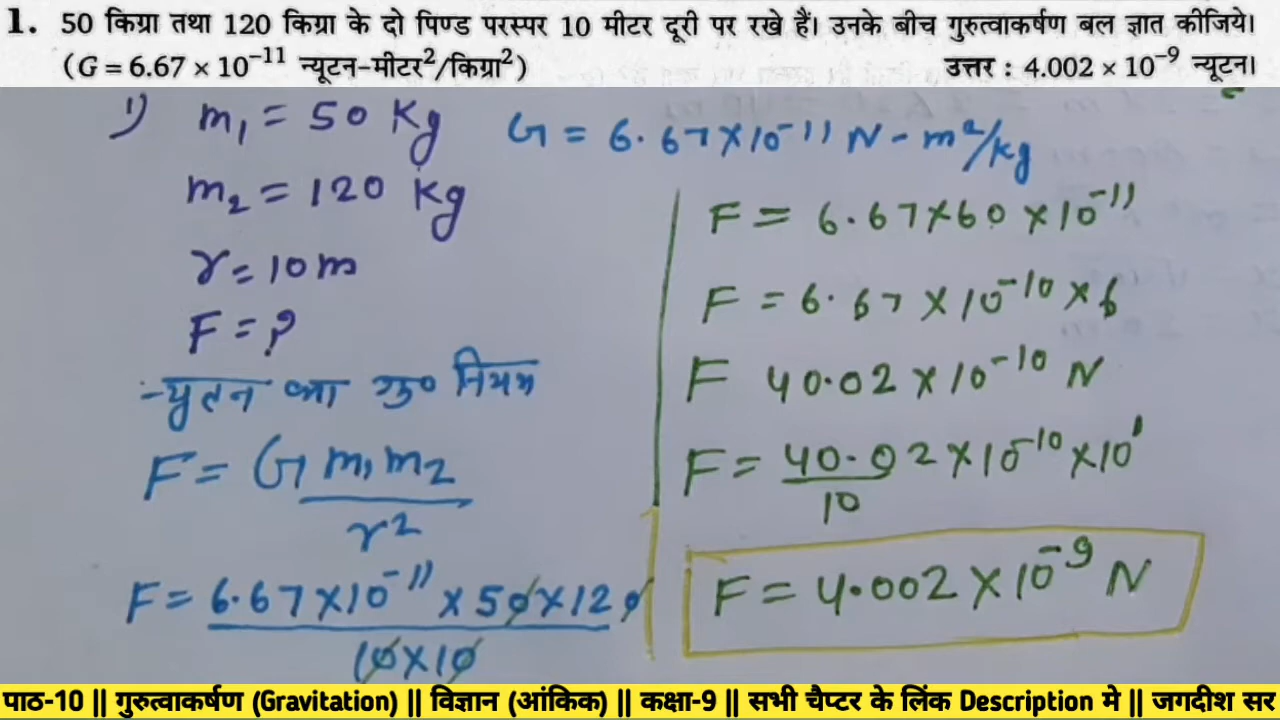 1. 50 किग्रा तथा 120 किग्रा के दो पिण्ड परस्पर 10 मीटर दूरी पर रखे हैं। उनके बीच गुरुत्वाकर्षण बल ज्ञात कीजिये।
(G = 6.67 × 10⁻¹¹ न्यूटन-मीटर²/किग्रा²) उत्तर : 4.002 × 10⁻⁹ न्यूटन।
1) m₁ = 50 Kg
G = 6.67×10⁻¹¹ N - m²/kg
m₂ = 120 kg
r = 10m
F = ?
न्युतन का गु० नियम
F = G m₁m₂
r²
F = 6.67×10⁻¹¹ × 50×120
10×10
F = 6.67×60×10⁻¹¹
F = 6.67×10⁻¹⁰×6
F 40.02×10⁻¹⁰ N
F = 40.02×10⁻¹⁰×10¹
10
F = 4.002×10⁻⁹ N
पाठ-10 || गुरुत्वाकर्षण (Gravitation) || विज्ञान (आंकिक) || कक्षा-9 || सभी चैप्टर के लिंक Description मे || जगदीश सर